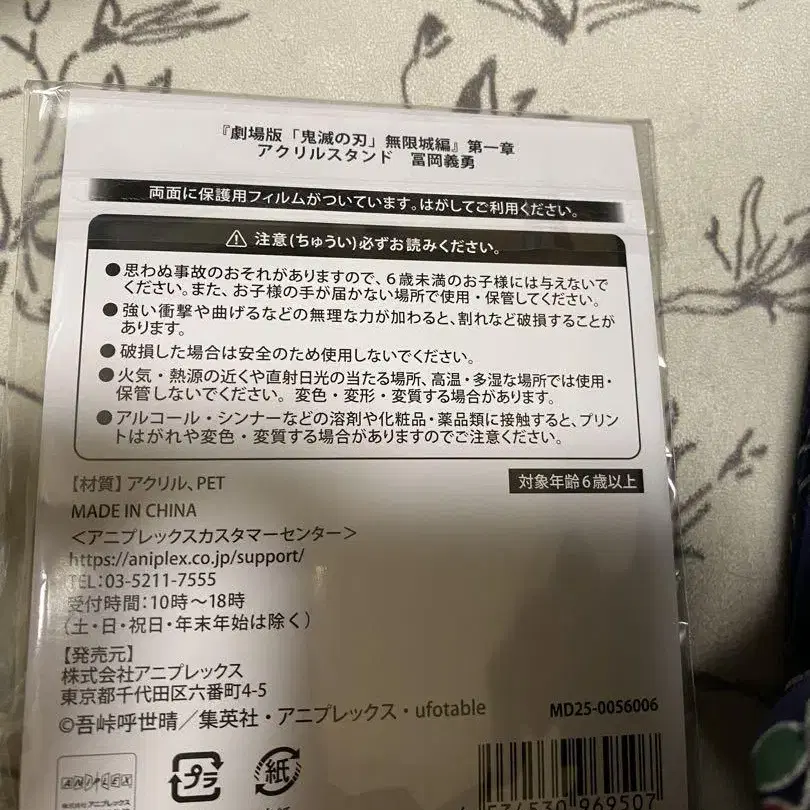 『劇場版「鬼滅の刃」無限城編』第一章
アクリルスタンド 冨岡義勇
両面に保護用フィルムがついています。はがしてご利用ください。
注意(ちゅうい)必ずお読みください。
●思わぬ事故のおそれがありますので、6歳未満のお子様には与えないで
ください。また、お子様の手が届かない場所で使用・保管してください。
●強い衝撃や曲げるなどの無理な力が加わると、割れなど破損することが
あります。
●破損した場合は安全のため使用しないでください。
●火気・熱源の近くや直射日光の当たる場所、高温・多湿な場所では使用・
保管しないでください。変色・変形・変質する場合があります。
●アルコール・シンナーなどの溶剤や化粧品・薬品類に接触すると、プリン
トはがれや変色・変質する場合がありますのでご注意ください。
【材質】アクリル、PET
対象年齢6歳以上
MADE IN CHINA
<アニプレックスカスタマーセンター>
https://aniplex.co.jp/support/
TEL:03-5211-7555
受付時間:10時~18時
(土・日・祝日・年末年始は除く)
【発売元】
株式会社アニプレックス
東京都千代田区六番町4-5
©吾峠呼世晴/集英社・アニプレックス・ufotable
MD25-0056006
ANIPLEX
株式会社アニプレックス
プラ
紙
534530 969507